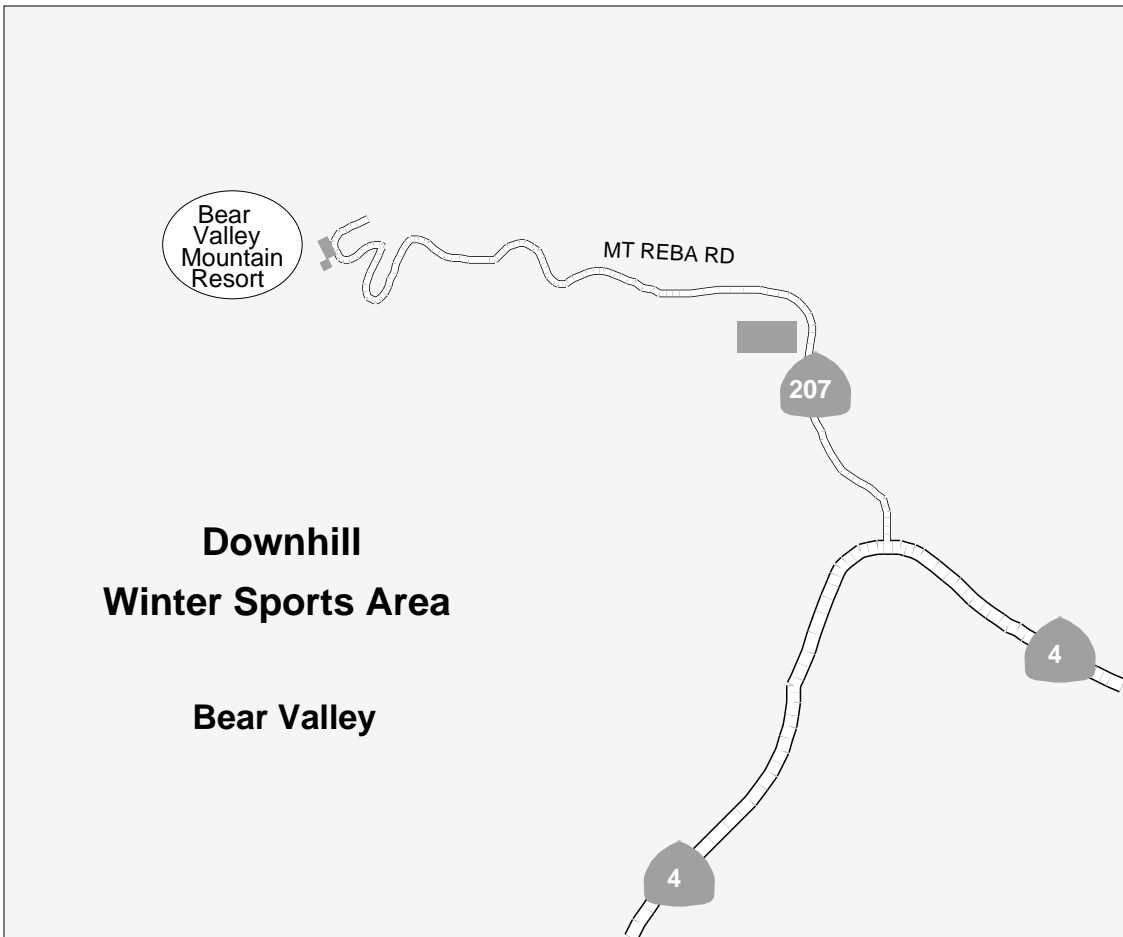 Bear
Valley
Mountain
Resort
MT REBA RD
207
Downhill
Winter Sports Area
4
Bear Valley
4